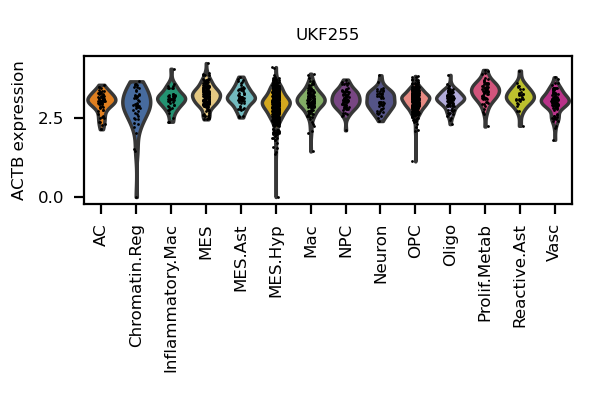 UKF255
ACTB expression
2.5
0.0
AC
Chromatin.Reg
Inflammatory.Mac
MES
MES.Ast
MES.Hyp
Mac
NPC
Neuron
OPC
Oligo
Prolif.Metab
Reactive.Ast
Vasc